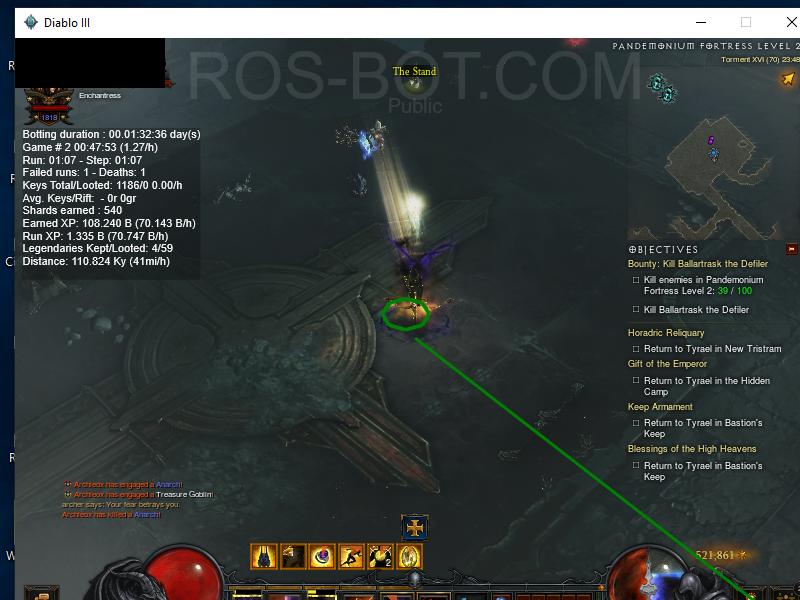 Diablo III
ROS-BOT.COM
Public
The Stand
PANDEMONIUM FORTRESS LEVEL 2
Torment XVI (70) 23:48
Enchantress
1818
Botting duration : 00.01:32:36 day(s)
Game # 2 00:47:53 (1.27/h)
Run: 01:07 - Step: 01:07
Failed runs: 1 - Deaths: 1
Keys Total/Looted: 1186/0 0.00/h
Avg. Keys/Rift: - 0r 0gr
Shards earned : 540
Earned XP: 108.240 B (70.143 B/h)
Run XP: 1.335 B (70.747 B/h)
Legendaries Kept/Looted: 4/59
Distance: 110.824 Ky (41mi/h)
OBJECTIVES
Bounty: Kill Ballartrask the Defiler
Kill enemies in Pandemonium
Fortress Level 2: 39 / 100
Kill Ballartrask the Defiler
Horadric Reliquary
Return to Tyrael in New Tristram
Gift of the Emperor
Return to Tyrael in the Hidden
Camp
Keep Armament
Return to Tyrael in Bastion's
Keep
Blessings of the High Heavens
Return to Tyrael in Bastion's
Keep
Archleox has engaged a Anarch!
Archleox has engaged a Treasure Goblin!
archer says: Your fear betrays you.
Archleox has killed a Anarch!
2
521,861